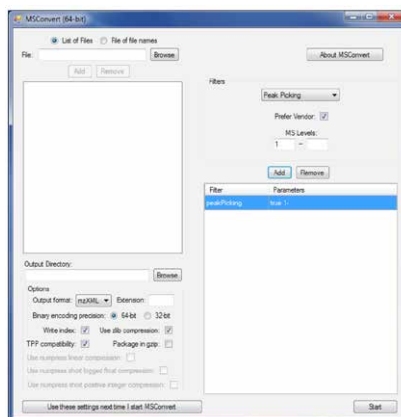 MSConvert (64-bit)
List of Files File of file names
File: Browse
Add Remove
About MSConvert
Filters
Peak Picking
Prefer Vendor:
MS Levels:
1 -
Add Remove
Filter Parameters
peakPicking true 1-
Output Directory:
Browse
Options
Output format: mzXML Extension:
Binary encoding precision: 64-bit 32-bit
Write index: Use zlib compression:
TPP compatibility: Package in gzip:
Use numpress linear compression:
Use numpress short logged float compression:
Use numpress short positive integer compression:
Use these settings next time I start MSConvert
Start